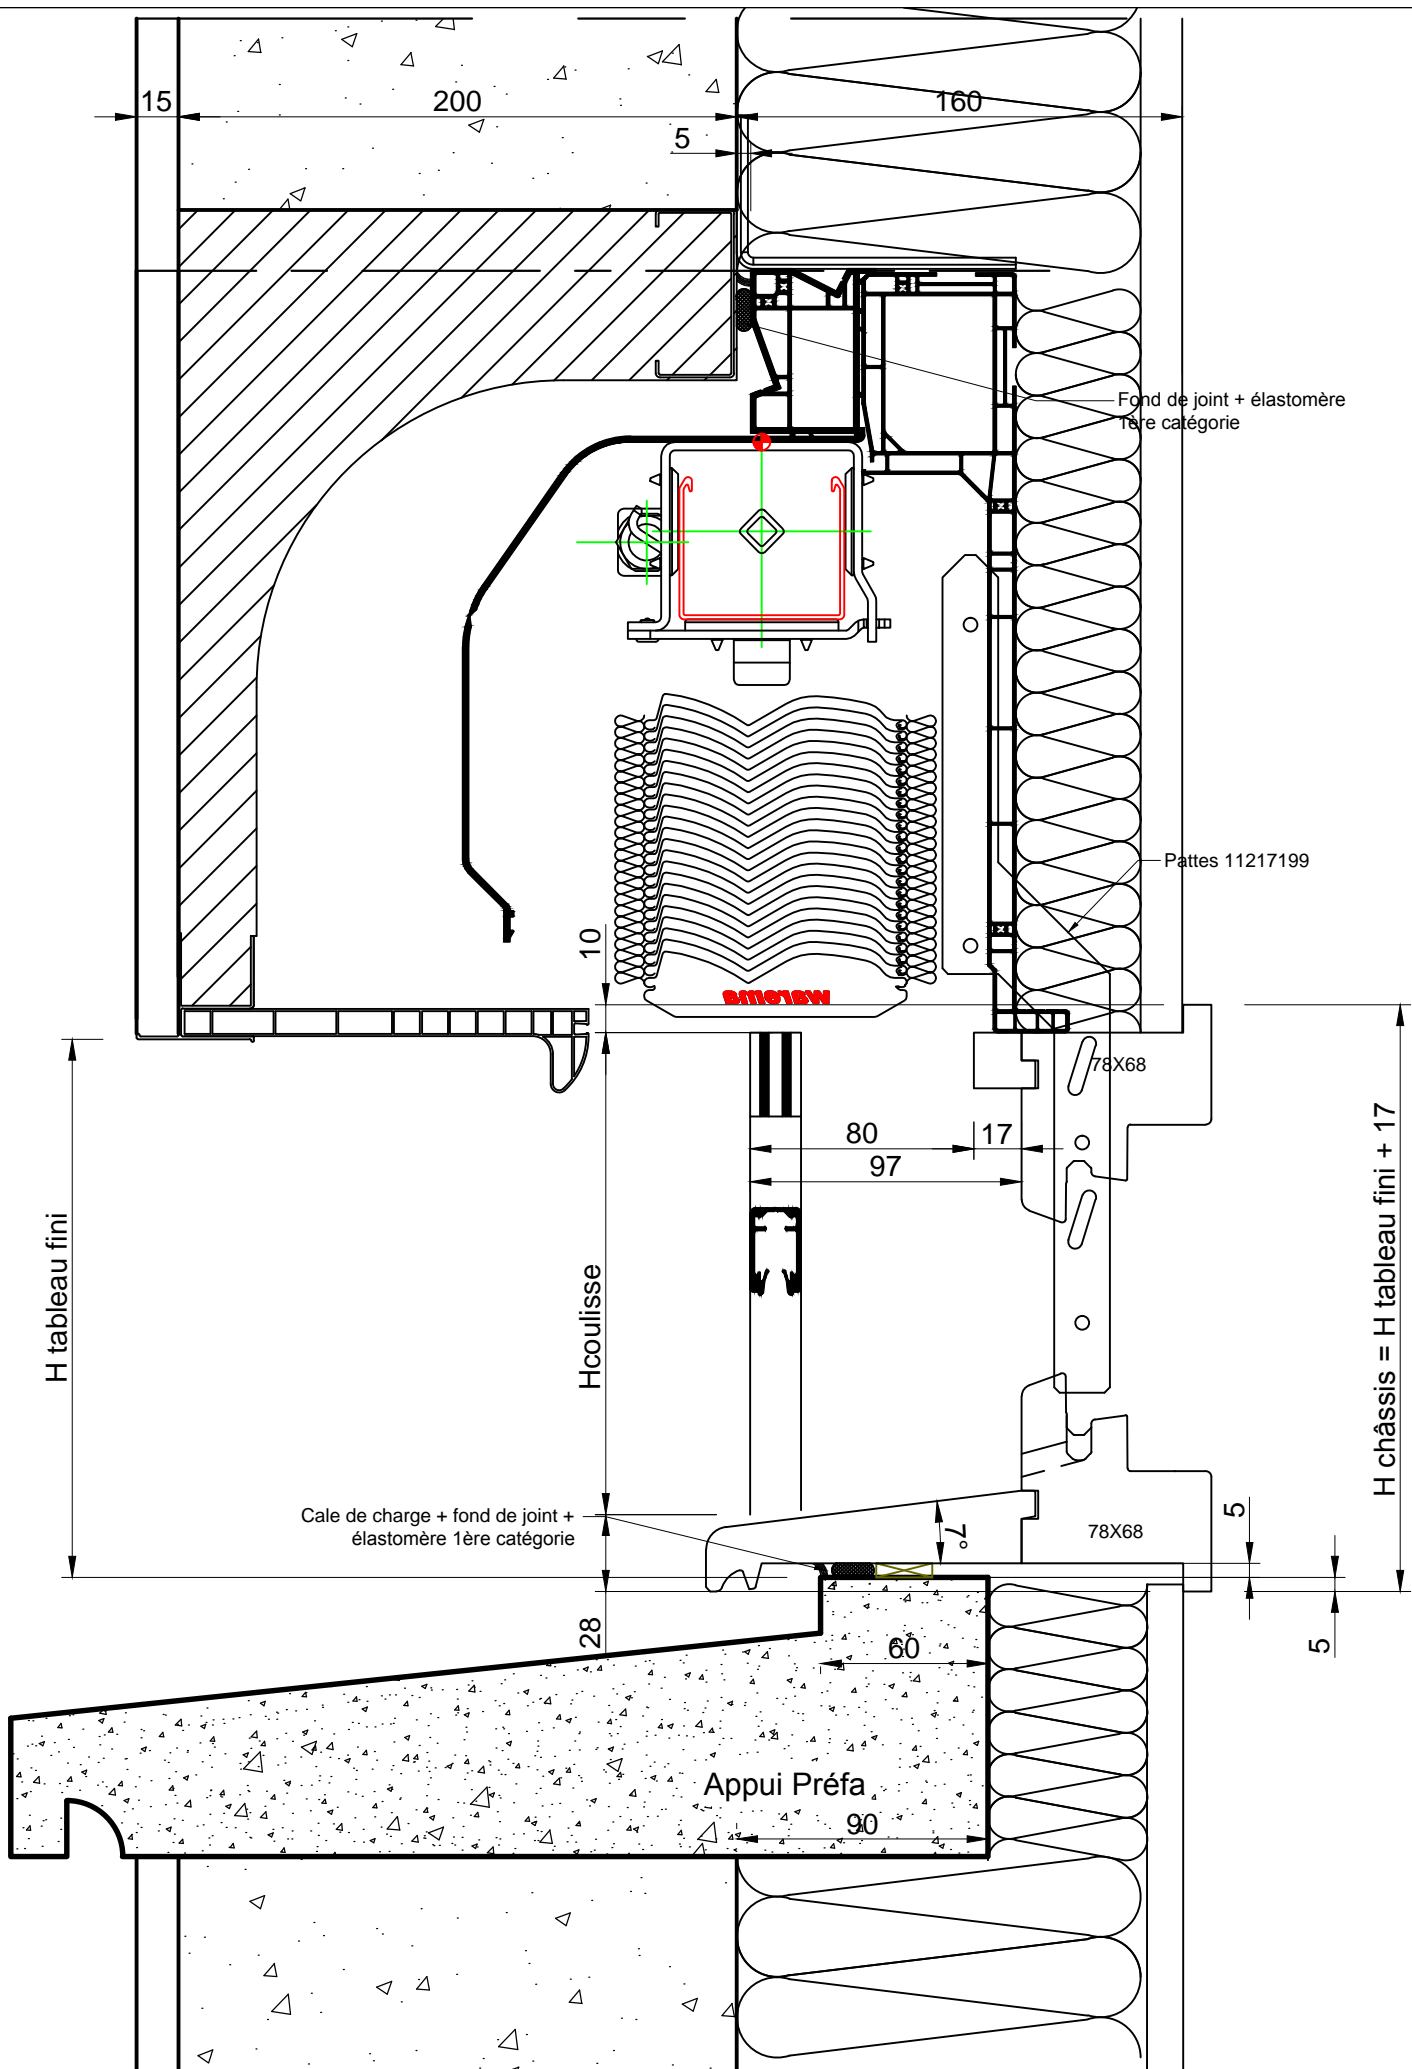 15
200
160
5
Fond de joint + élastomère
1ère catégorie
Pattes 11217199
10
warema
78X68
80
17
97
H tableau fini
Hcoulisse
H châssis = H tableau fini + 17
Cale de charge + fond de joint +
élastomère 1ère catégorie
7°
78X68
5
5
28
60
Appui Préfa
90